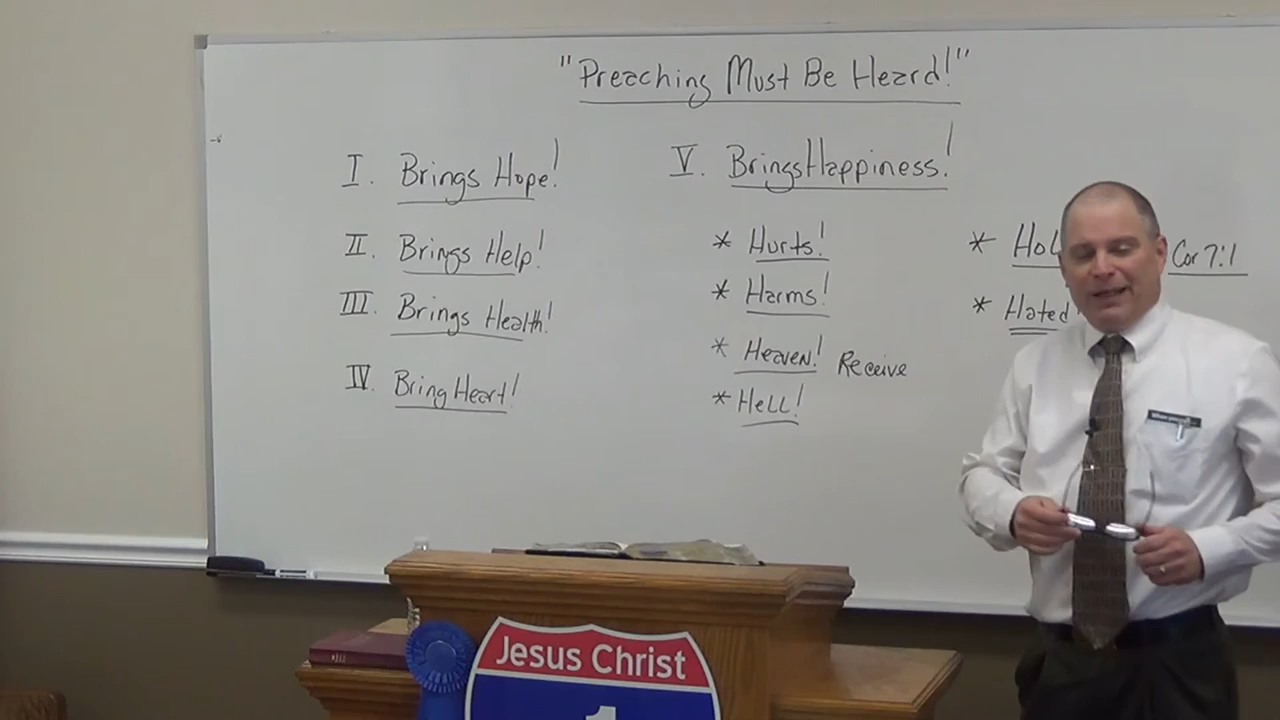 "Preaching Must Be Heard!"
I. Brings Hope!
II. Brings Help!
III. Brings Health!
IV. Bring Heart!
V. Brings Happiness!
* Hurts!
* Harms!
* Heaven! Receive
* HeLL!
* Hol Cor 7:1
* Hated
Jesus Christ
1